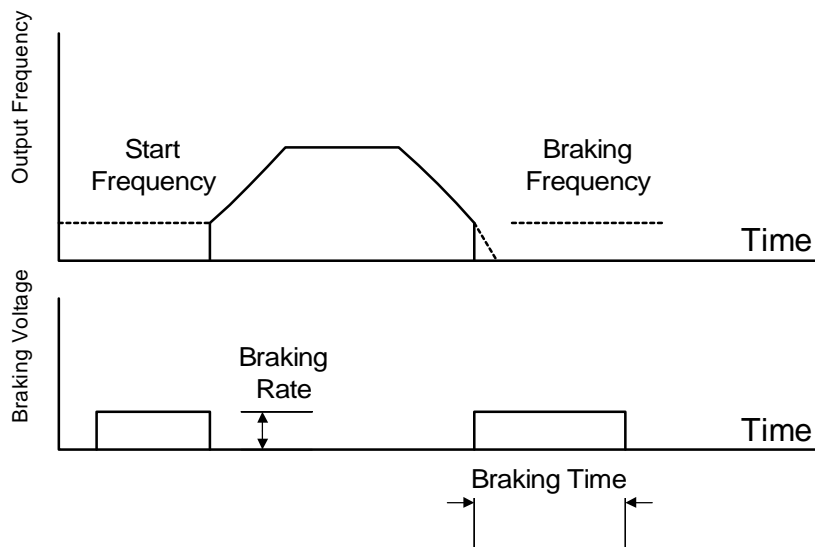 Output Frequency
Start
Frequency
Braking
Frequency
Time
Braking Voltage
Braking
Rate
Time
Braking Time